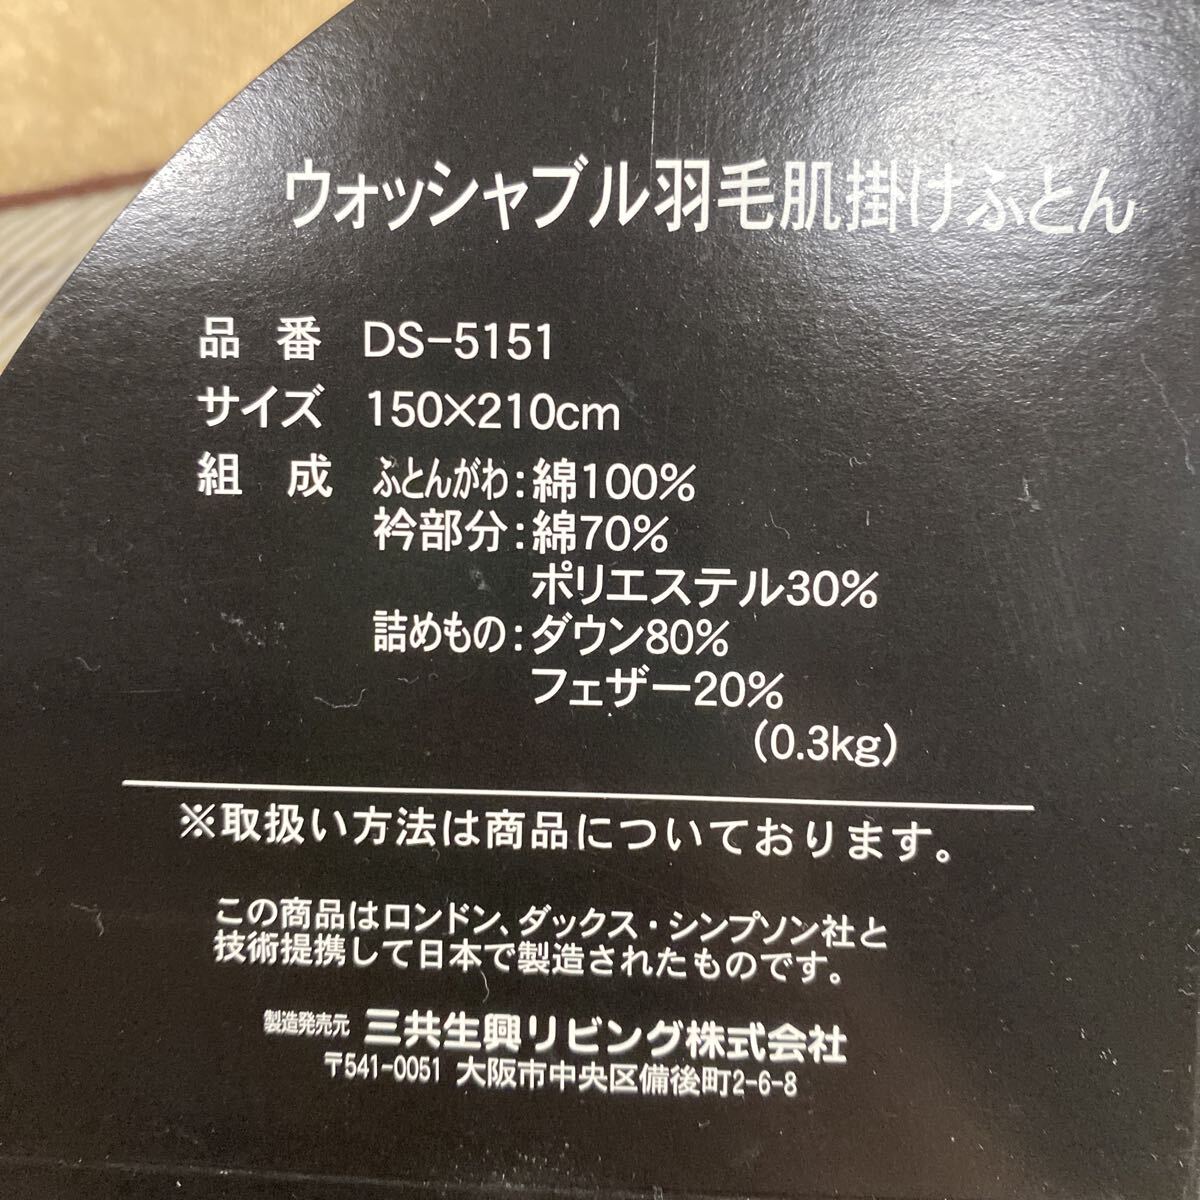 ウォッシャブル羽毛肌掛けふとん
品 番 DS-5151
サイズ 150×210cm
組 成 ふとんがわ:綿100%
衿部分:綿70%
ポリエステル30%
詰めもの:ダウン80%
フェザー20%
(0.3kg)
※取扱い方法は商品についております。
この商品はロンドン、ダックス・シンプソン社と
技術提携して日本で製造されたものです。
製造発売元 三共生興リビング株式会社
〒541-0051 大阪市中央区備後町2-6-8